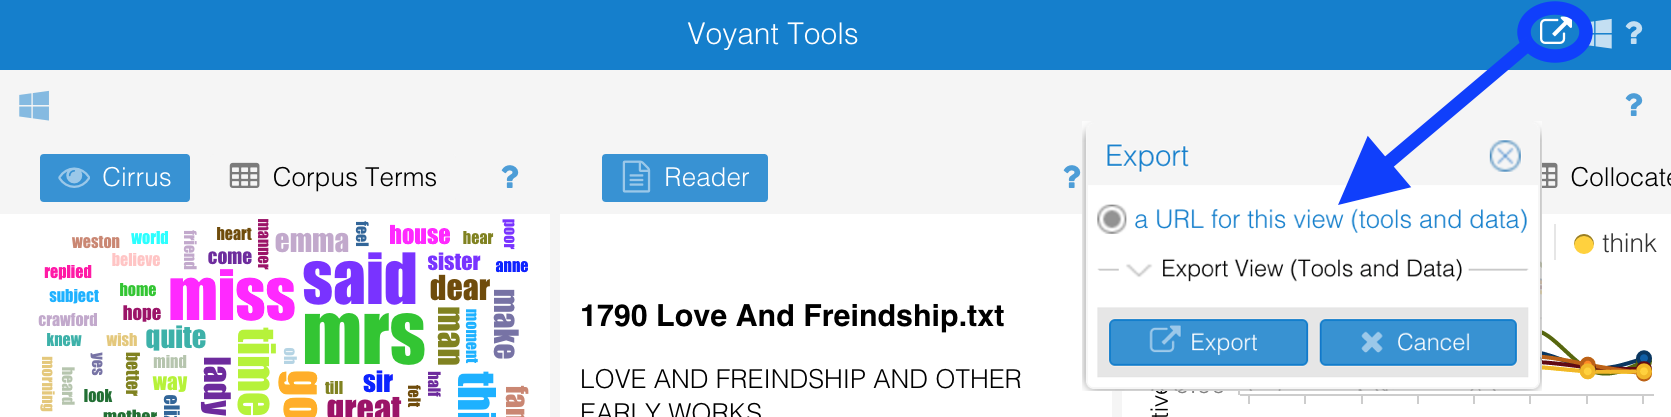 Voyant Tools
?
?
Cirrus
Corpus Terms
?
Reader
?
Export
Collocate
a URL for this view (tools and data)
Export View (Tools and Data)
Export
Cancel
think
weston
world
friend
heart
manner
emma
feel
house
hear
poor
believe
come
replied
miss
said
sister
anne
subject
home
dear
crawford
hope
mrs
man
moment
make
knew
wish
quite
time
oh
morning
heard
yes
better
mind
way
lady
go
till
sir
felt
half
look
great
mother
1790 Love And Freindship.txt
LOVE AND FREINDSHIP AND OTHER
EARLY WORKS